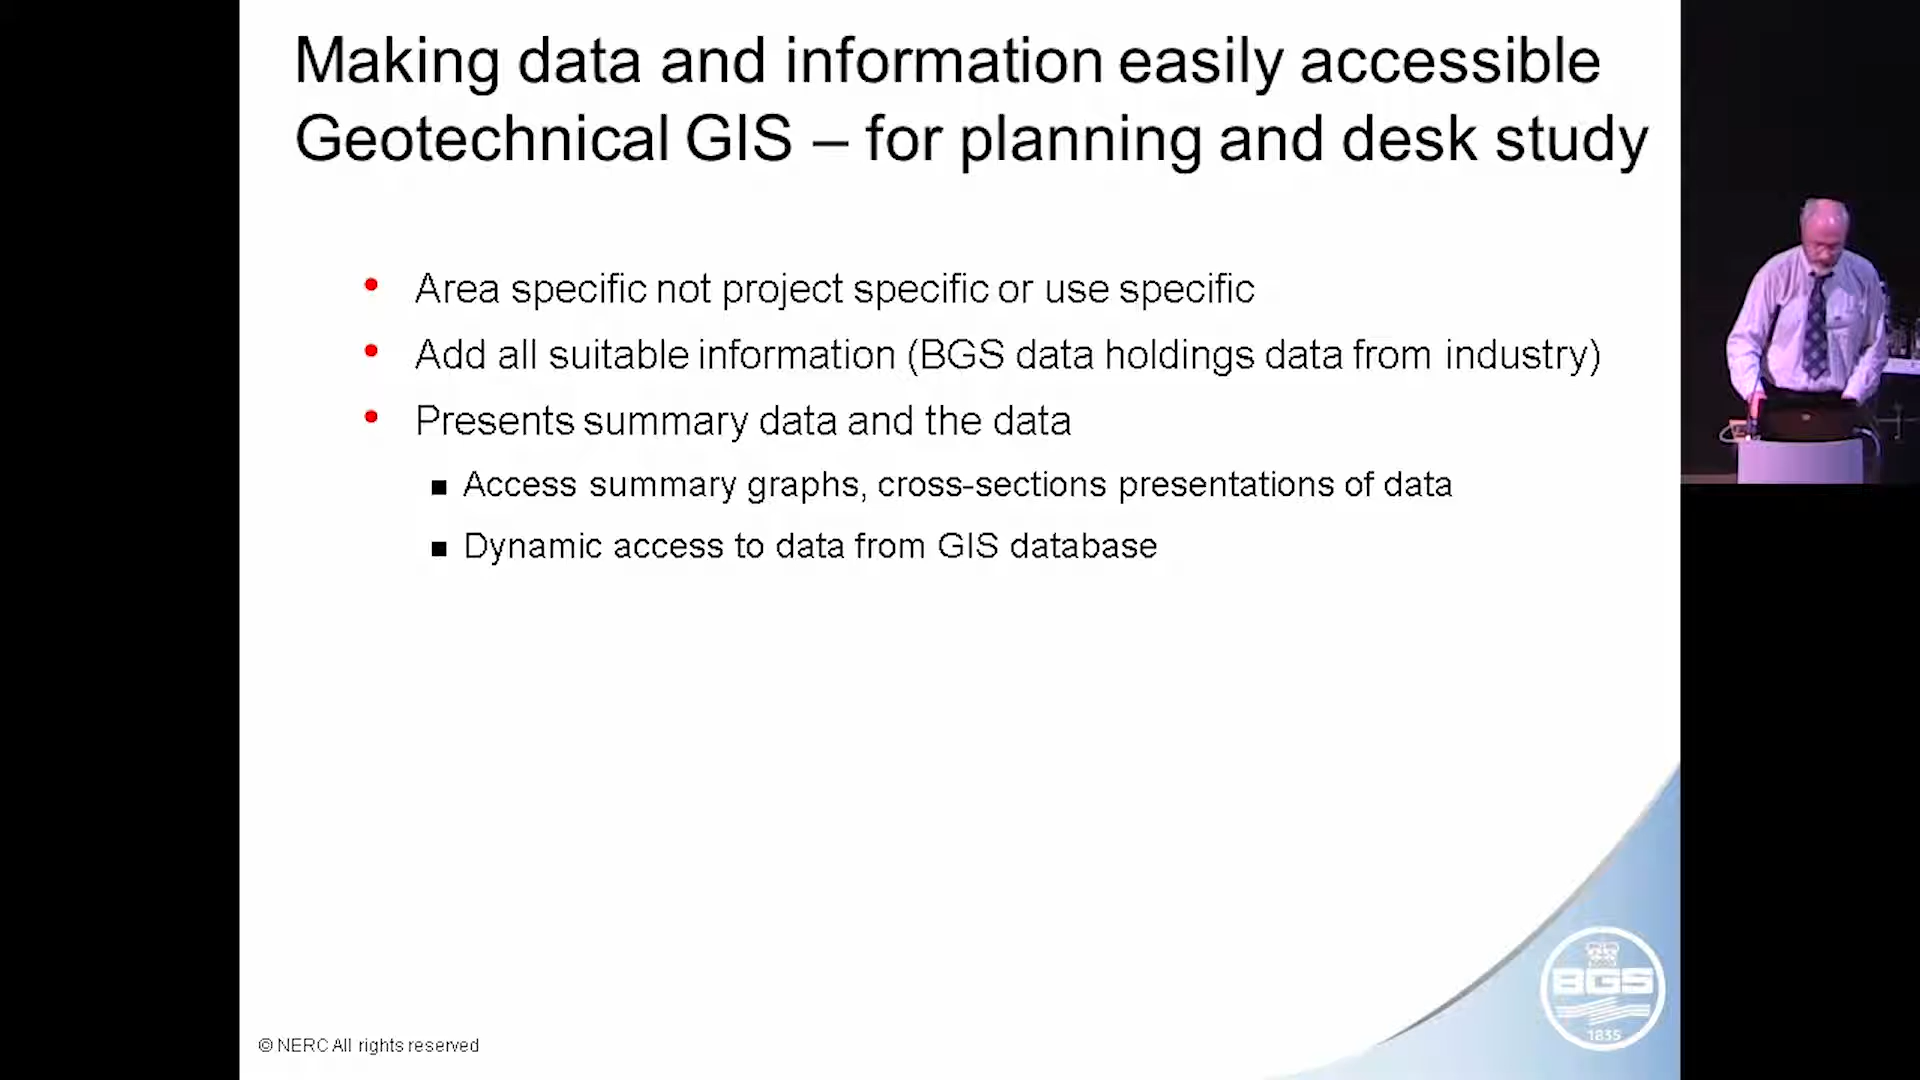 Making data and information easily accessible
Geotechnical GIS – for planning and desk study
• Area specific not project specific or use specific
• Add all suitable information (BGS data holdings data from industry)
• Presents summary data and the data
▪ Access summary graphs, cross-sections presentations of data
▪ Dynamic access to data from GIS database
BGS
1835
© NERC All rights reserved